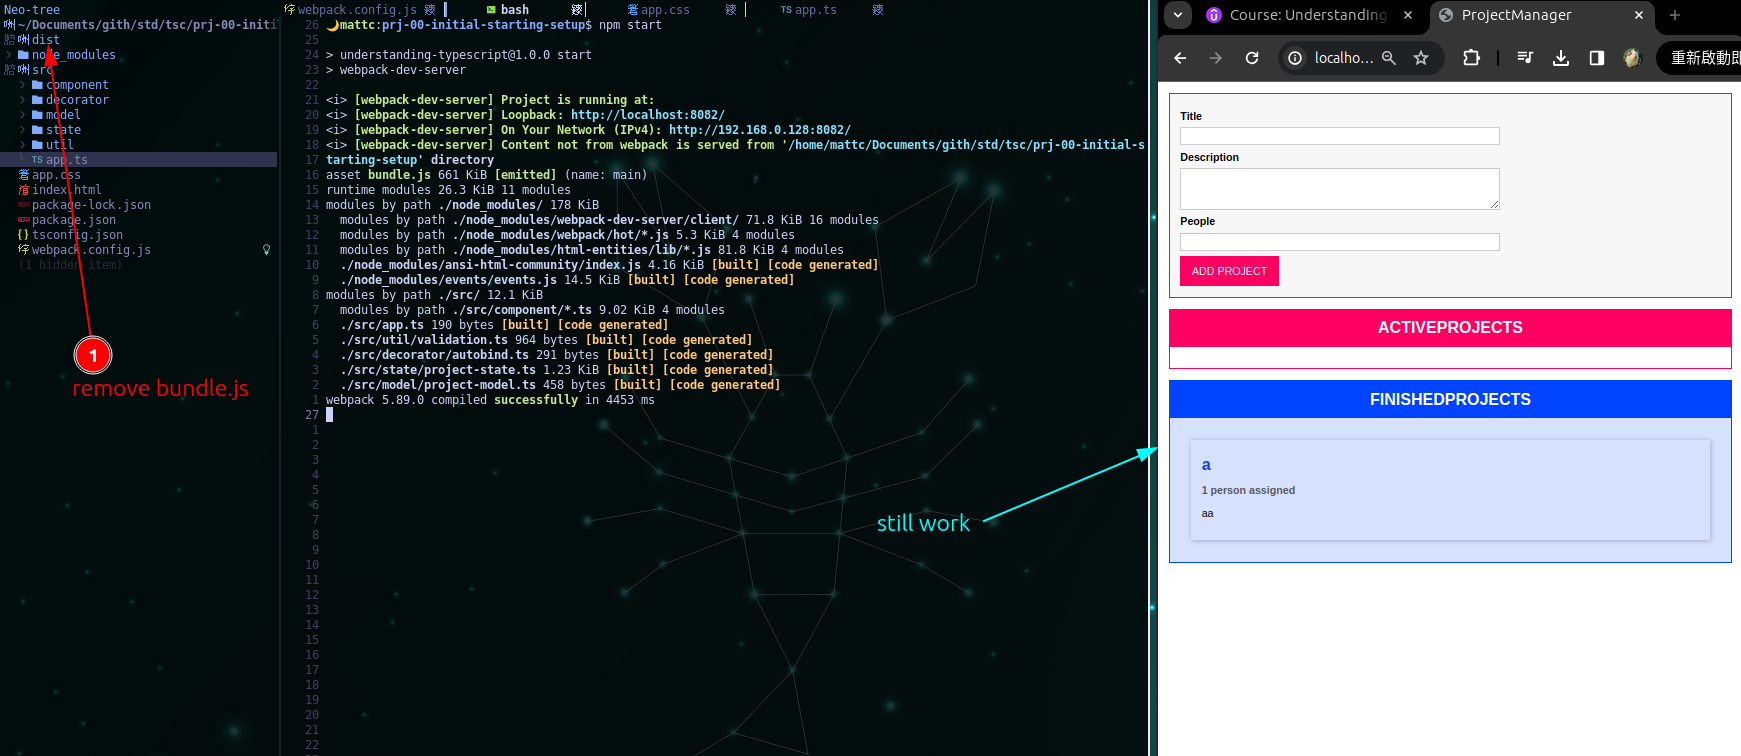 Neo-tree
~/Documents/gith/std/tsc/prj-00-initi
dist
node_modules
src
component
decorator
model
state
util
TS app.ts
app.css
index.html
package-lock.json
package.json
{} tsconfig.json
webpack.config.js
(1 hidden item)
1
remove bundle.js
webpack.config.js bash app.css TS app.ts
26 mattc:prj-00-initial-starting-setup$ npm start
25
24 > understanding-typescript@1.0.0 start
23 > webpack-dev-server
22
21 <i> [webpack-dev-server] Project is running at:
20 <i> [webpack-dev-server] Loopback: http://localhost:8082/
19 <i> [webpack-dev-server] On Your Network (IPv4): http://192.168.0.128:8082/
18 <i> [webpack-dev-server] Content not from webpack is served from '/home/mattc/Documents/gith/std/tsc/prj-00-initial-s
17 tarting-setup' directory
16 asset bundle.js 661 KiB [emitted] (name: main)
15 runtime modules 26.3 KiB 11 modules
14 modules by path ./node_modules/ 178 KiB
13 modules by path ./node_modules/webpack-dev-server/client/ 71.8 KiB 16 modules
12 modules by path ./node_modules/webpack/hot/*.js 5.3 KiB 4 modules
11 modules by path ./node_modules/html-entities/lib/*.js 81.8 KiB 4 modules
10 ./node_modules/ansi-html-community/index.js 4.16 KiB [built] [code generated]
9 ./node_modules/events/events.js 14.5 KiB [built] [code generated]
8 modules by path ./src/ 12.1 KiB
7 modules by path ./src/component/*.ts 9.02 KiB 4 modules
6 ./src/app.ts 190 bytes [built] [code generated]
5 ./src/util/validation.ts 964 bytes [built] [code generated]
4 ./src/decorator/autobind.ts 291 bytes [built] [code generated]
3 ./src/state/project-state.ts 1.23 KiB [built] [code generated]
2 ./src/model/project-model.ts 458 bytes [built] [code generated]
1 webpack 5.89.0 compiled successfully in 4453 ms
27
1
2
3
4
5
6
7
8
9
10
11
12
13
14
15
16
17
18
19
20
21
22
still work
Course: Understanding
ProjectManager
localho...
重新啟動即
Title
Description
People
ADD PROJECT
ACTIVEPROJECTS
FINISHEDPROJECTS
a
1 person assigned
aa